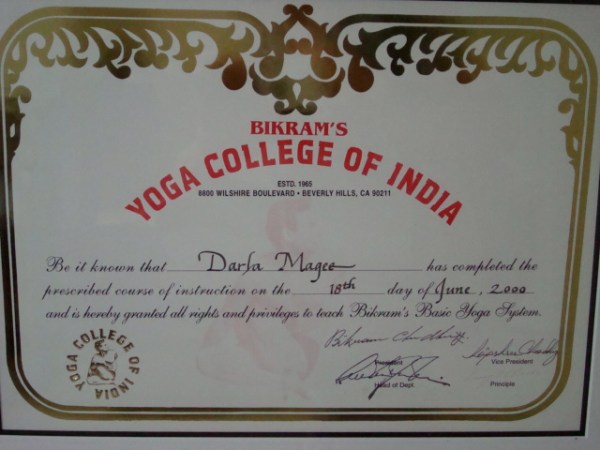 BIKRAM'S
YOGA COLLEGE OF INDIA
ESTD. 1965
8800 WILSHIRE BOULEVARD • BEVERLY HILLS, CA 90211
Be it known that Darla Magee has completed the
prescribed course of instruction on the 18th day of June, 2000
and is hereby granted all rights and privileges to teach Bikram's Basic Yoga System.
YOGA COLLEGE OF INDIA
Vice President
Head of Dept.
Principle